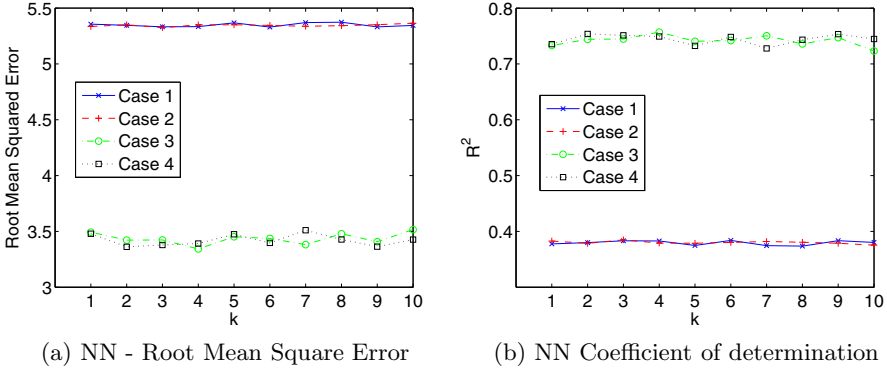 5.5
5
4.5
4
3.5
3
Root Mean Squared Error
Case 1
Case 2
Case 3
Case 4
1 2 3 4 5 6 7 8 9 10
k
(a) NN - Root Mean Square Error
0.8
0.7
0.6
0.5
0.4
R²
Case 1
Case 2
Case 3
Case 4
1 2 3 4 5 6 7 8 9 10
k
(b) NN Coefficient of determination